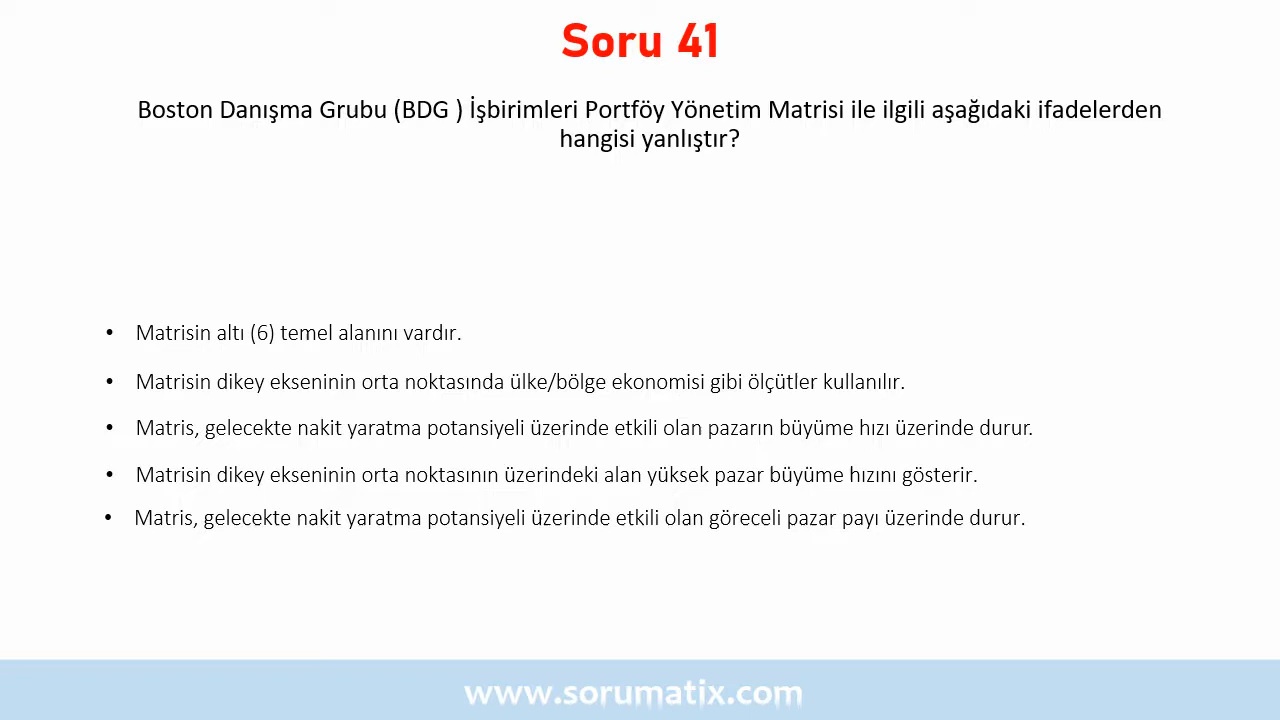 Soru 41
Boston Danışma Grubu (BDG ) İşbirimleri Portföy Yönetim Matrisi ile ilgili aşağıdaki ifadelerden
hangisi yanlıştır?
• Matrisin altı (6) temel alanını vardır.
• Matrisin dikey ekseninin orta noktasında ülke/bölge ekonomisi gibi ölçütler kullanılır.
• Matris, gelecekte nakit yaratma potansiyeli üzerinde etkili olan pazarın büyüme hızı üzerinde durur.
• Matrisin dikey ekseninin orta noktasının üzerindeki alan yüksek pazar büyüme hızını gösterir.
• Matris, gelecekte nakit yaratma potansiyeli üzerinde etkili olan göreceli pazar payı üzerinde durur.
www.sorumatix.com